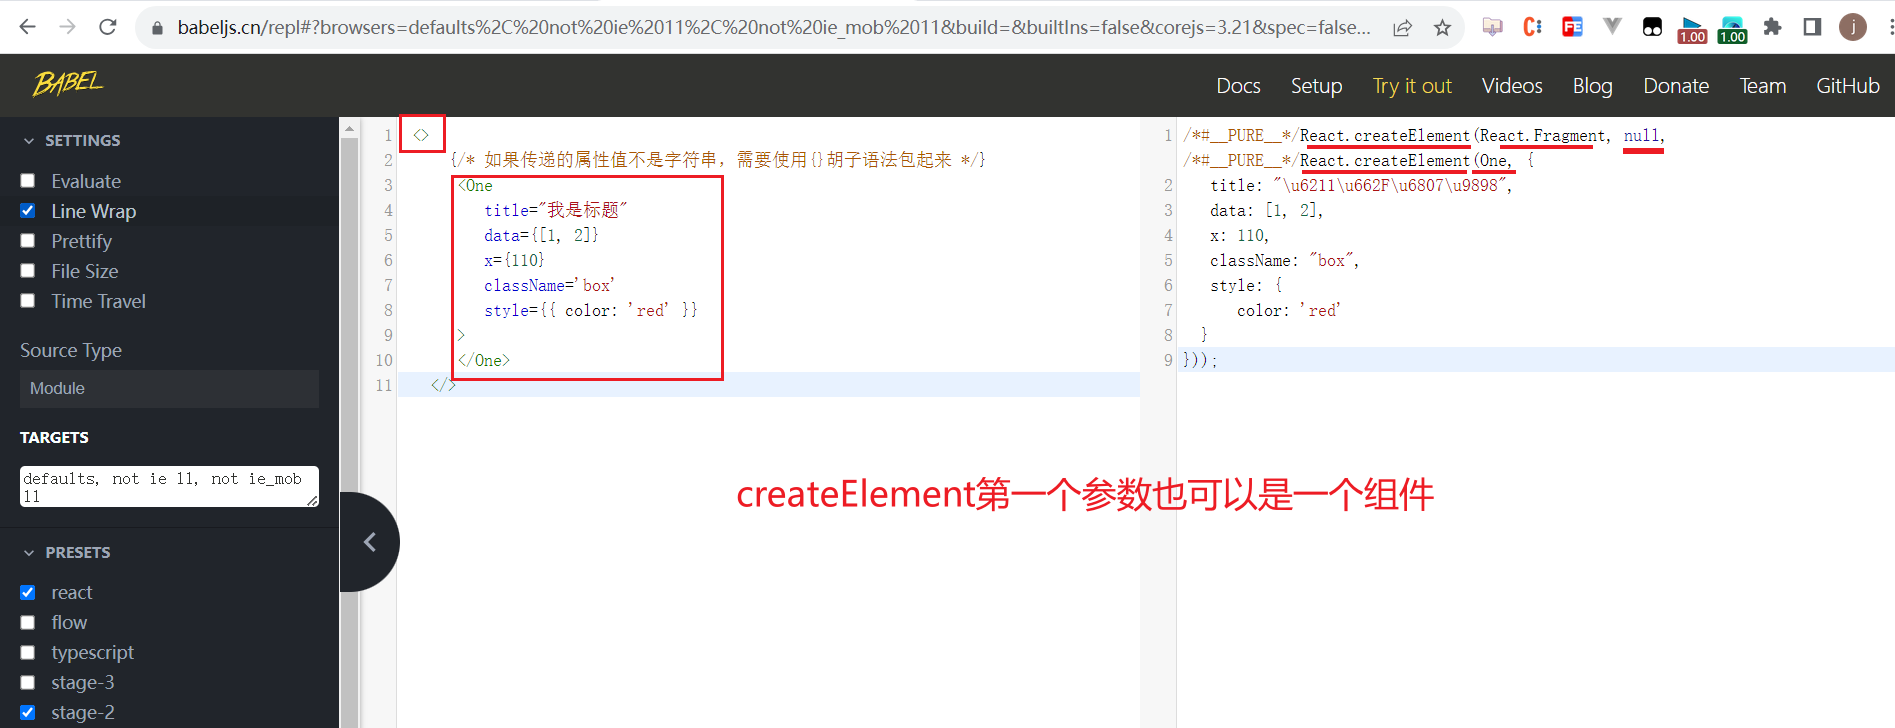 babeljs.cn/repl#?browsers=defaults%2C%20not%20ie%2011%2C%20not%20ie_mob%2011&build=&builtIns=false&corejs=3.21&spec=false...
1.00
1.00
j
BABEL
Docs
Setup
Try it out
Videos
Blog
Donate
Team
GitHub
SETTINGS
Evaluate
Line Wrap
Prettify
File Size
Time Travel
Source Type
Module
TARGETS
defaults, not ie 11, not ie_mob
11
PRESETS
react
flow
typescript
stage-3
stage-2
1 <>
2 {/* 如果传递的属性值不是字符串，需要使用{}胡子语法包起来 */}
3 <One
4 title="我是标题"
5 data={[1, 2]}
6 x={110}
7 className='box'
8 style={{ color: 'red' }}
9 >
10 </One>
11 </>
1 /*#__PURE__*/React.createElement(React.Fragment, null,
/*#__PURE__*/React.createElement(One, {
2 title: "\u6211\u662F\u6807\u9898",
3 data: [1, 2],
4 x: 110,
5 className: "box",
6 style: {
7 color: 'red'
8 }
9 }));
createElement第一个参数也可以是一个组件